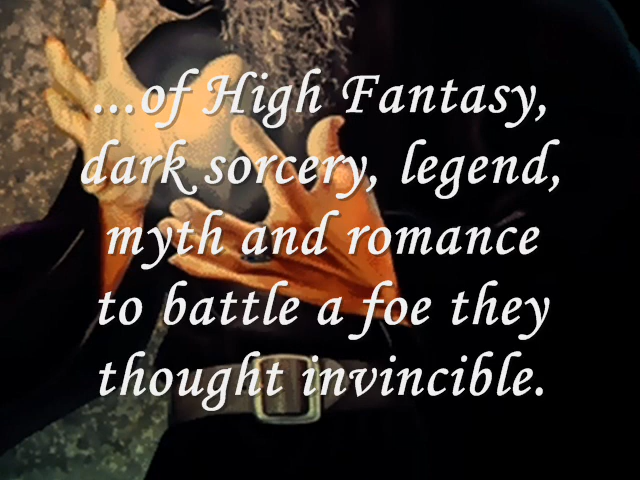 ...of High Fantasy,
dark sorcery, legend,
myth and romance
to battle a foe they
thought invincible.